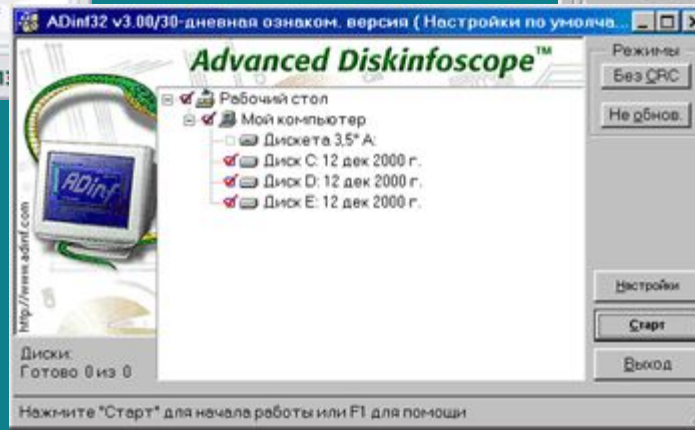 ADinf32 v3.00/30-дневная ознаком. версия ( Настройки по умолча...
Advanced Diskinfoscope™
Режимы
Без CRC
Не обнов.
Рабочий стол
Мой компьютер
Дискета 3,5" A:
Диск C: 12 дек 2000 г.
Диск D: 12 дек 2000 г.
Диск E: 12 дек 2000 г.
ADinf
http://www.adinf.com
Настройки
Старт
Выход
Диски:
Готово 0 из 0
Нажмите "Старт" для начала работы или F1 для помощи